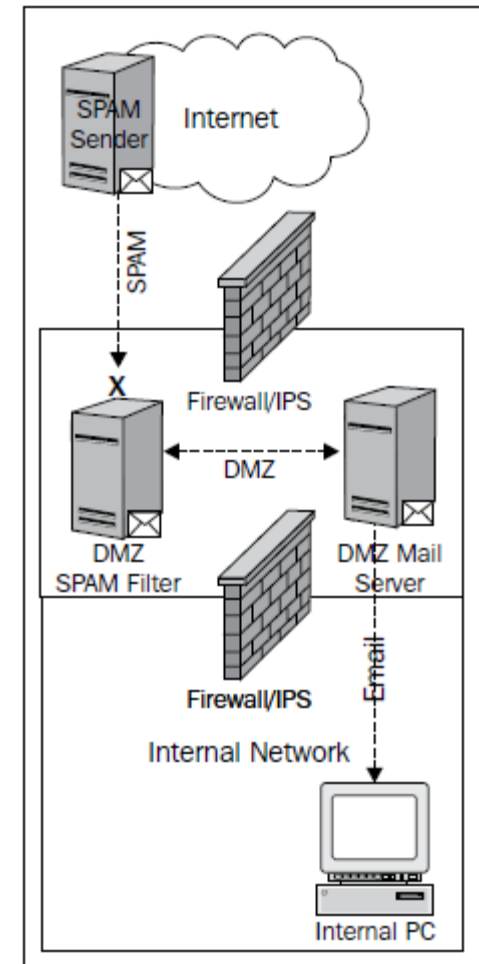 SPAM
Sender
Internet
SPAM
X
Firewall/IPS
DMZ
DMZ
SPAM Filter
DMZ Mail
Server
Email
Firewall/IPS
Internal Network
Internal PC